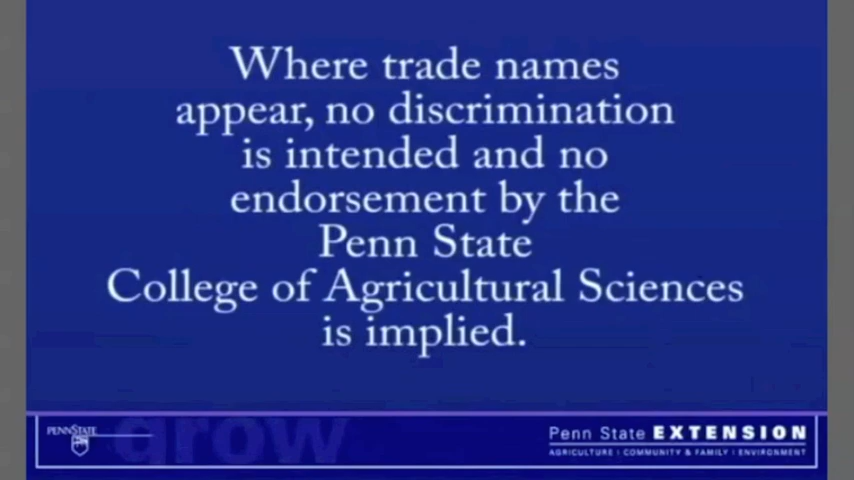 Where trade names
appear, no discrimination
is intended and no
endorsement by the
Penn State
College of Agricultural Sciences
is implied.
PENNSTATE
grow
Penn State EXTENSION
AGRICULTURE | COMMUNITY & FAMILY | ENVIRONMENT